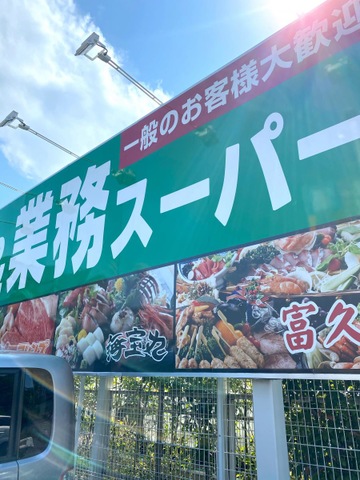 一般のお客様大歓迎
業務スーパー
海宝丸
富久